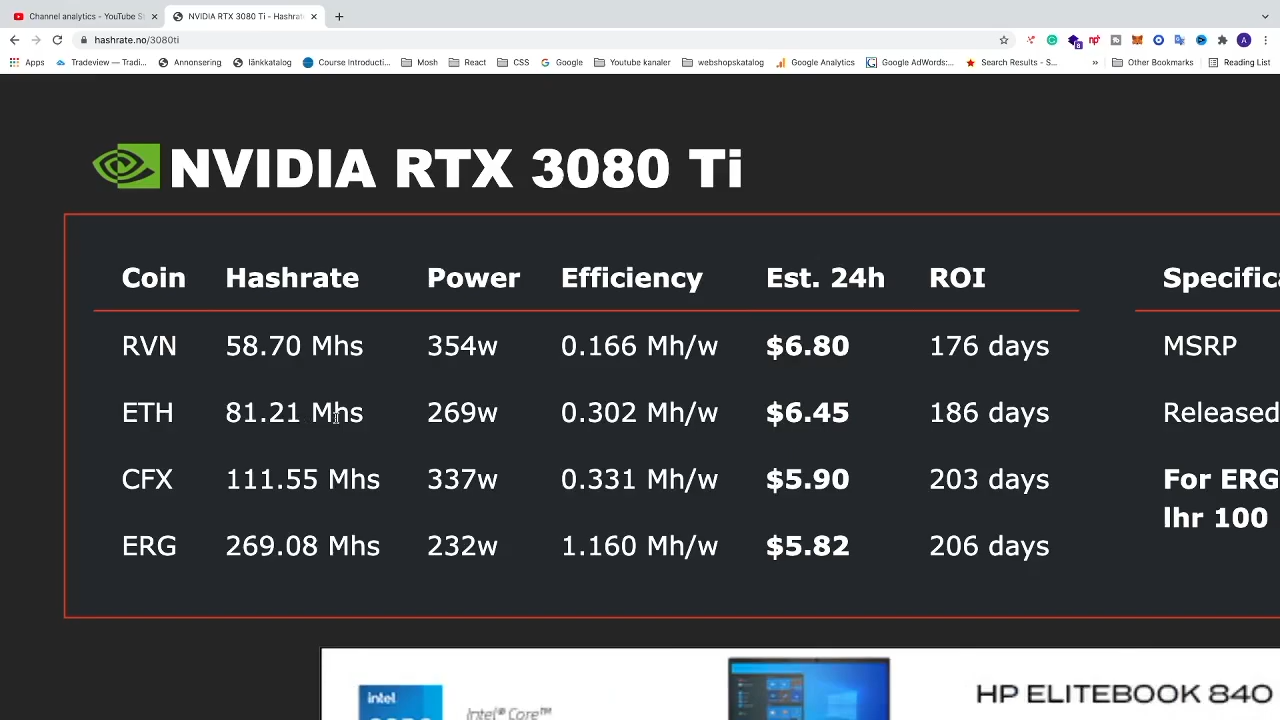 Channel analytics - YouTube S
NVIDIA RTX 3080 Ti - Hashrat
hashrate.no/3080ti
Apps Tradeview – Tradi... Annonsering länkkatalog Course Introducti... Mosh React CSS Google Youtube kanaler webshopskatalog Google Analytics Google AdWords:... Search Results - S... » Other Bookmarks Reading List
NVIDIA RTX 3080 Ti
Coin Hashrate Power Efficiency Est. 24h ROI Specifica
RVN 58.70 Mhs 354w 0.166 Mh/w $6.80 176 days MSRP
ETH 81.21 Mhs 269w 0.302 Mh/w $6.45 186 days Released
CFX 111.55 Mhs 337w 0.331 Mh/w $5.90 203 days For ERG
lhr 100
ERG 269.08 Mhs 232w 1.160 Mh/w $5.82 206 days
intel
Intel® Core™
HP ELITEBOOK 840